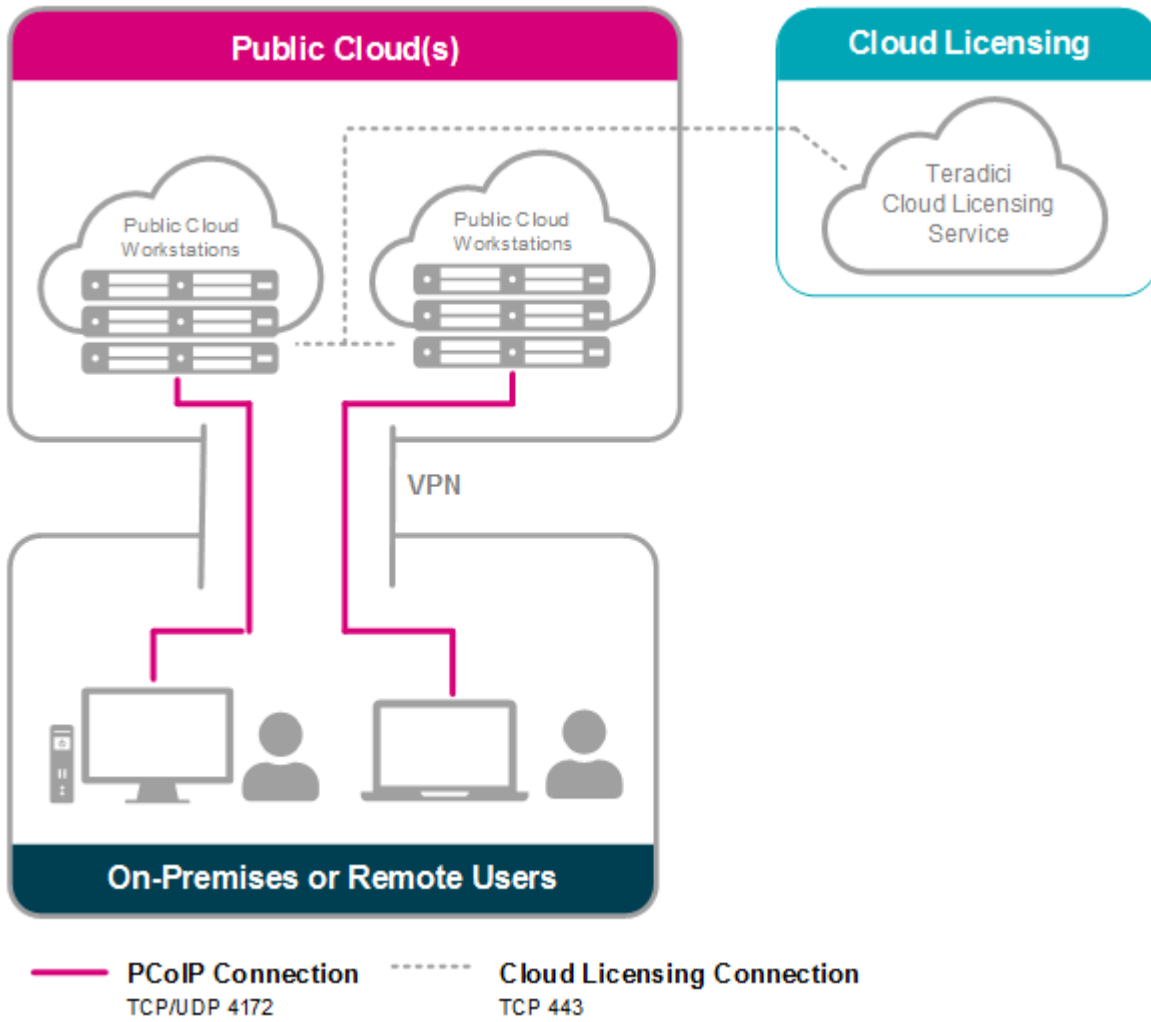 Public Cloud(s)
Cloud Licensing
Public Cloud
Workstations
Public Cloud
Workstations
Teradici
Cloud Licensing
Service
VPN
On-Premises or Remote Users
PCoIP Connection
TCP/UDP 4172
Cloud Licensing Connection
TCP 443